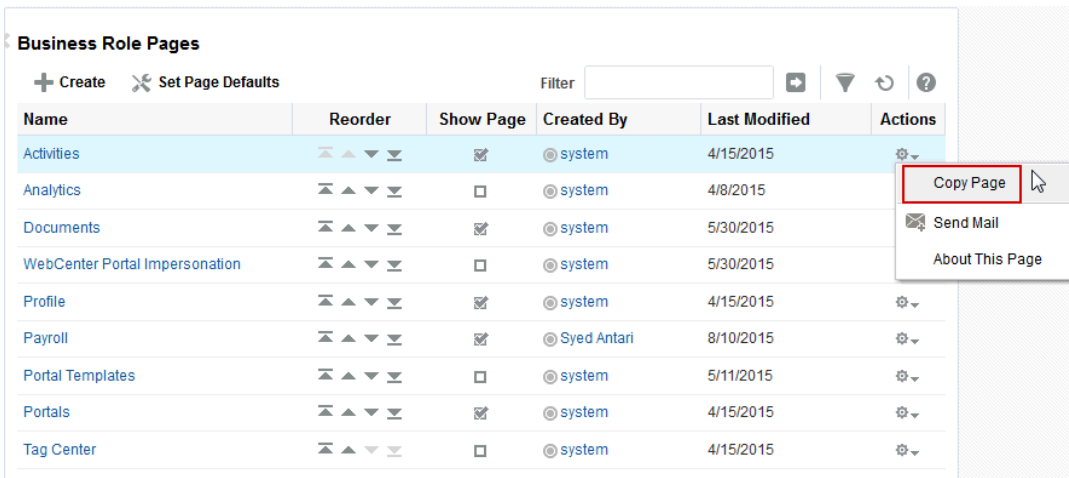 Business Role Pages
Create Set Page Defaults Filter
Name Reorder Show Page Created By Last Modified Actions
Activities system 4/15/2015
Analytics system 4/8/2015
Copy Page
Documents system 5/30/2015
Send Mail
WebCenter Portal Impersonation system 5/30/2015
About This Page
Profile system 4/15/2015
Payroll Syed Antari 8/10/2015
Portal Templates system 5/11/2015
Portals system 4/15/2015
Tag Center system 4/15/2015